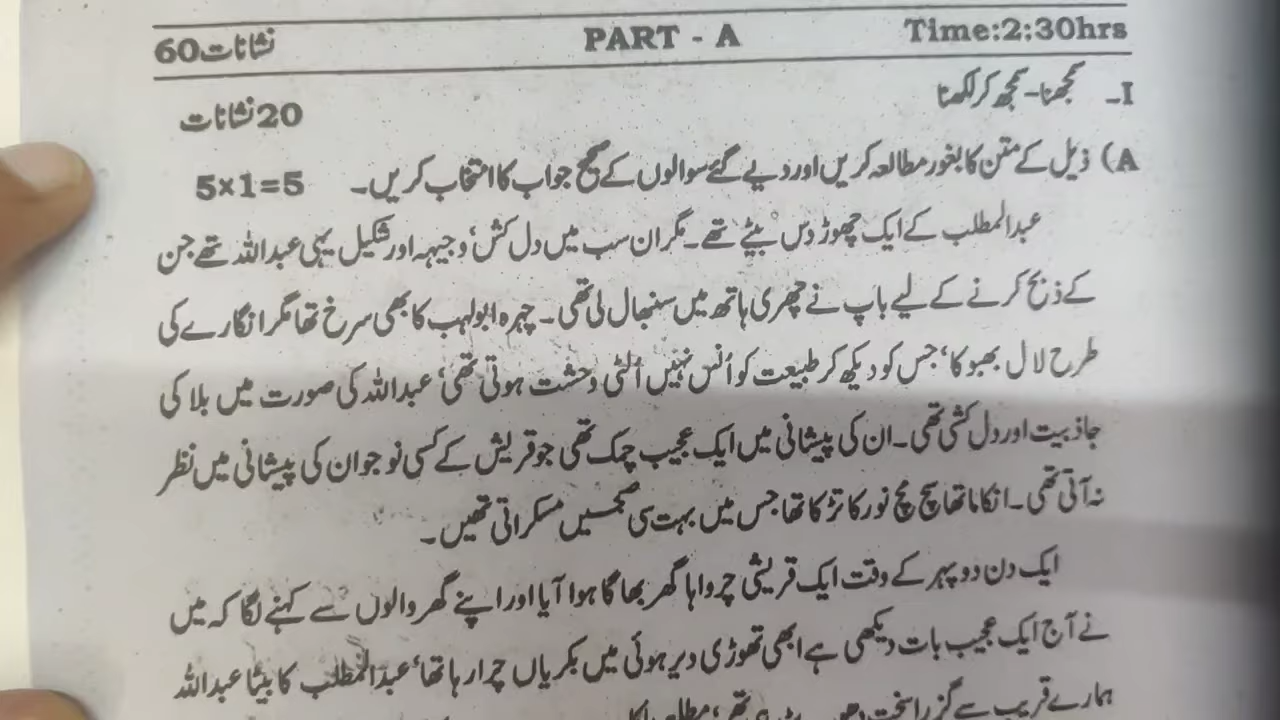 نشانات60 PART - A Time:2:30hrs
I۔ سمجھنا - سمجھ کر لکھنا
20نشانات
A) ذیل کے متن کا بغور مطالعہ کریں اور دیے گئے سوالوں کے صحیح جواب کا انتخاب کریں۔ 5×1=5
عبدالمطلب کے ایک چھوڑ دس بیٹے تھے۔ مگر ان سب میں دل کش‘ وجیہہ اور شکیل یہی عبداللہ تھے جن
کے ذبح کرنے کے لیے باپ نے چھری ہاتھ میں سنبھال لی تھی۔ چہرہ ابولہب کا بھی سرخ تھا مگر انگارے کی
طرح لال بھبوکا‘ جس کو دیکھ کر طبیعت کو اُنس نہیں اُلٹی وحشت ہوتی تھی‘ عبداللہ کی صورت میں بلا کی
جاذبیت اور دل کشی تھی۔ ان کی پیشانی میں ایک عجیب چمک تھی جو قریش کے کسی نوجوان کی پیشانی میں نظر
نہ آتی تھی۔ انکا ماتھا سچ مچ نور کا تڑکا تھا جس میں بہت سی صبحیں مسکراتی تھیں۔
ایک دن دوپہر کے وقت ایک قریشی چرواہا گھر بھاگا ہوا آیا اور اپنے گھر والوں سے کہنے لگا کہ میں
نے آج ایک عجیب بات دیکھی ہے ابھی تھوڑی دیر ہوئی میں بکریاں چرا رہا تھا‘ عبدالمطلب کا بیٹا عبداللہ
ہمارے قریب سے گزرا سخت